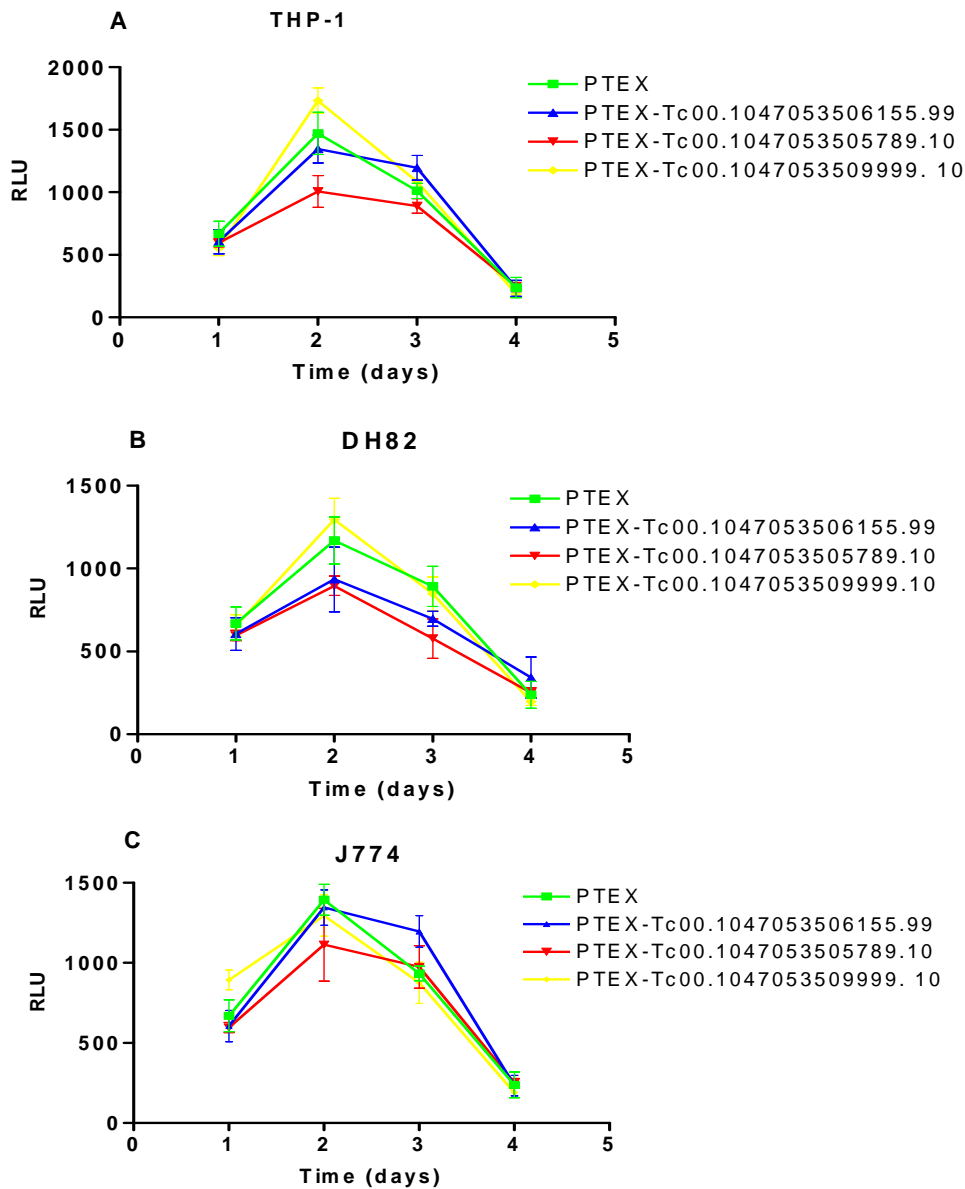 A
THP-1
2000
1500
1000
500
0
RLU
0 1 2 3 4 5
Time (days)
PTEX
PTEX-Tc00.1047053506155.99
PTEX-Tc00.1047053505789.10
PTEX-Tc00.1047053509999. 10
B
DH82
1500
1000
500
0
RLU
0 1 2 3 4 5
Time (days)
PTEX
PTEX-Tc00.1047053506155.99
PTEX-Tc00.1047053505789.10
PTEX-Tc00.1047053509999.10
C
J774
1500
1000
500
0
RLU
0 1 2 3 4 5
Time (days)
PTEX
PTEX-Tc00.1047053506155.99
PTEX-Tc00.1047053505789.10
PTEX-Tc00.1047053509999. 10